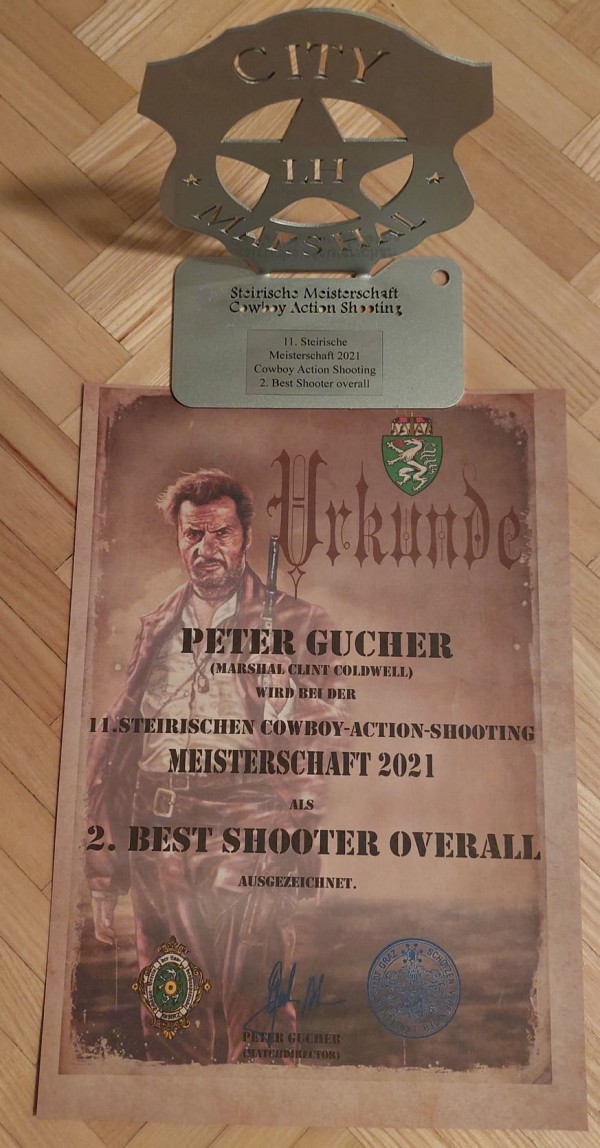 CITY
LH
MARSHAL
Steirische Meisterschaft
Cowboy Action Shooting
11. Steirische
Meisterschaft 2021
Cowboy Action Shooting
2. Best Shooter overall
Urkunde
PETER GUCHER
(MARSHAL CLINT COLDWELL)
WIRD BEI DER
11.STEIRISCHEN COWBOY-ACTION-SHOOTING
MEISTERSCHAFT 2021
ALS
2. BEST SHOOTER OVERALL
AUSGEZEICHNET.
GRAZ SCHÜTZEN
PETER GUCHER
(MATCHDIRECTOR)